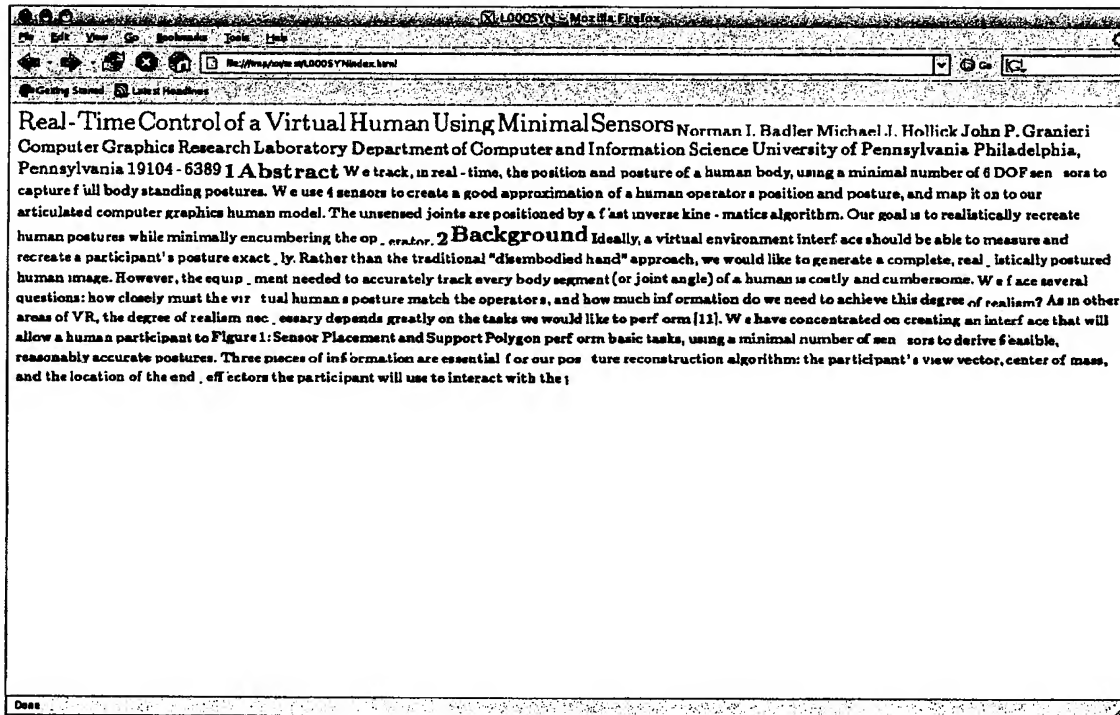 L000SYN - Mozilla Firefox
File Edit View Go Bookmarks Tools Help
Go
Getting Started Latest Headlines
Real-Time Control of a Virtual Human Using Minimal Sensors Norman I. Badler Michael J. Hollick John P. Granieri
Computer Graphics Research Laboratory Department of Computer and Information Science University of Pennsylvania Philadelphia,
Pennsylvania 19104 - 6389 1 Abstract W e track, in real - time, the position and posture of a human body, using a minimal number of 6 DOF sen sors to
capture f ull body standing postures. W e use 4 sensors to create a good approximation of a human operator s position and posture, and map it on to our
articulated computer graphics human model. The unsensed joints are positioned by a f ast inverse kine - matics algorithm. Our goal is to realistically recreate
human postures while minimally encumbering the op _ erator. 2 Background Ideally, a virtual environment interf ace should be able to measure and
recreate a participant's posture exact _ ly. Rather than the traditional "disembodied hand" approach, we would like to generate a complete, real _ istically postured
human image. However, the equip _ ment needed to accurately track every body segment (or joint angle) of a human is costly and cumbersome. W e f ace several
questions: how closely must the vir tual human s posture match the operator s, and how much inf ormation do we need to achieve this degree of realism? As in other
areas of VR, the degree of realism nec _ essary depends greatly on the tasks we would like to perf orm [11]. W e have concentrated on creating an interf ace that will
allow a human participant to Figure 1: Sensor Placement and Support Polygon perf orm basic tasks, using a minimal number of sen sors to derive f easible,
reasonably accurate postures. Three pieces of inf ormation are essential f or our pos ture reconstruction algorithm: the participant's view vector, center of mass,
and the location of the end _ eff ectors the participant will use to interact with the
Done